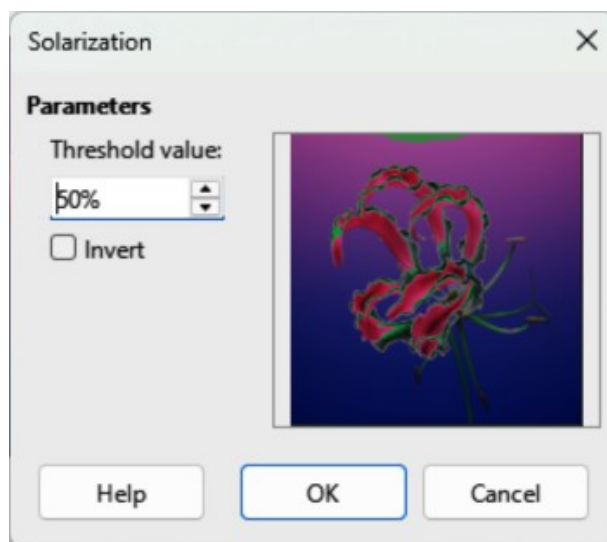 Solarization
Parameters
Threshold value:
50%
Invert
Help
OK
Cancel